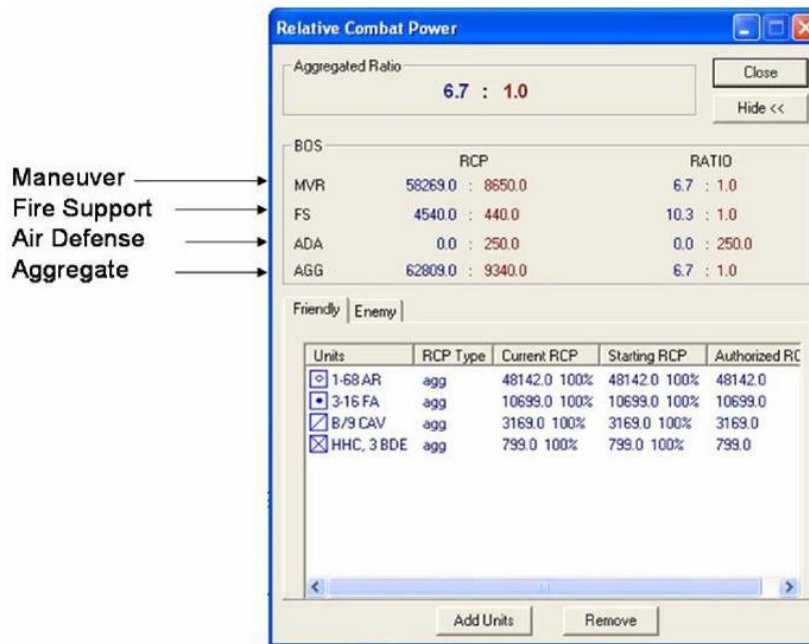 Relative Combat Power
Aggregated Ratio
6.7 : 1.0
Close
Hide <<
BOS
RCP RATIO
Maneuver MVR 58269.0 : 8650.0 6.7 : 1.0
Fire Support FS 4540.0 : 440.0 10.3 : 1.0
Air Defense ADA 0.0 : 250.0 0.0 : 250.0
Aggregate AGG 62809.0 : 9340.0 6.7 : 1.0
Friendly Enemy
Units RCP Type Current RCP Starting RCP Authorized RC
1-68 AR agg 48142.0 100% 48142.0 100% 48142.0
3-16 FA agg 10699.0 100% 10699.0 100% 10699.0
B/9 CAV agg 3169.0 100% 3169.0 100% 3169.0
HHC, 3 BDE agg 799.0 100% 799.0 100% 799.0
Add Units Remove